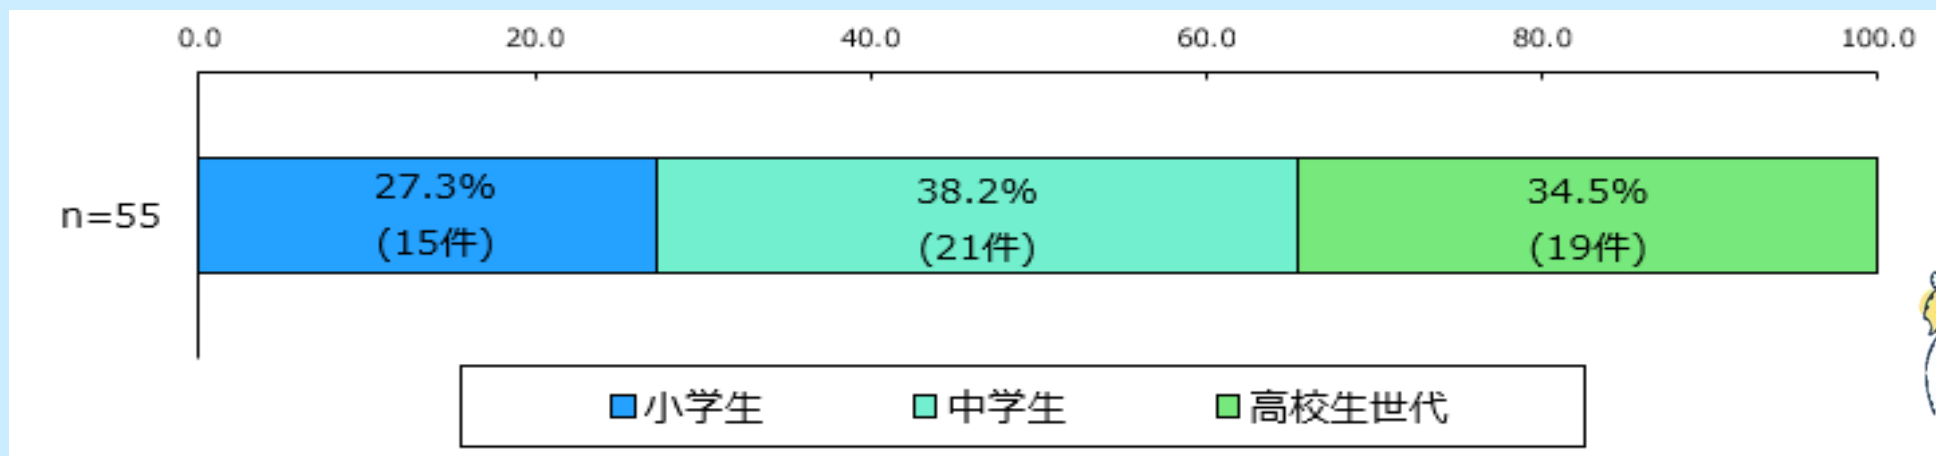 0.0 20.0 40.0 60.0 80.0 100.0
27.3% 38.2% 34.5%
n=55
(15件) (21件) (19件)
小学生 中学生 高校生世代